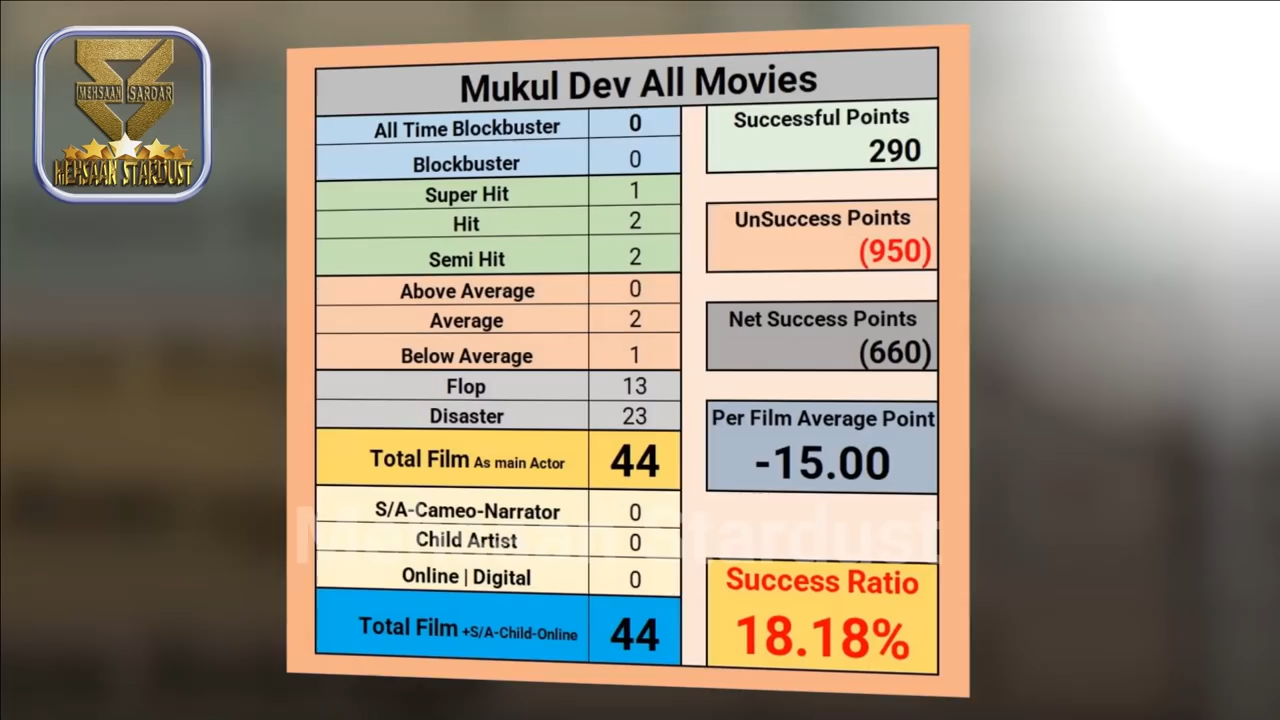 MEHSAAN SARDAR
MEHSAAN STARDUST
Mukul Dev All Movies
All Time Blockbuster 0
Blockbuster 0
Super Hit 1
Hit 2
Semi Hit 2
Above Average 0
Average 2
Below Average 1
Flop 13
Disaster 23
Total Film As main Actor 44
S/A-Cameo-Narrator 0
Child Artist 0
Online | Digital 0
Total Film +S/A-Child-Online 44
Successful Points
290
UnSuccess Points
(950)
Net Success Points
(660)
Per Film Average Point
-15.00
Success Ratio
18.18%
Mehsaan Stardust